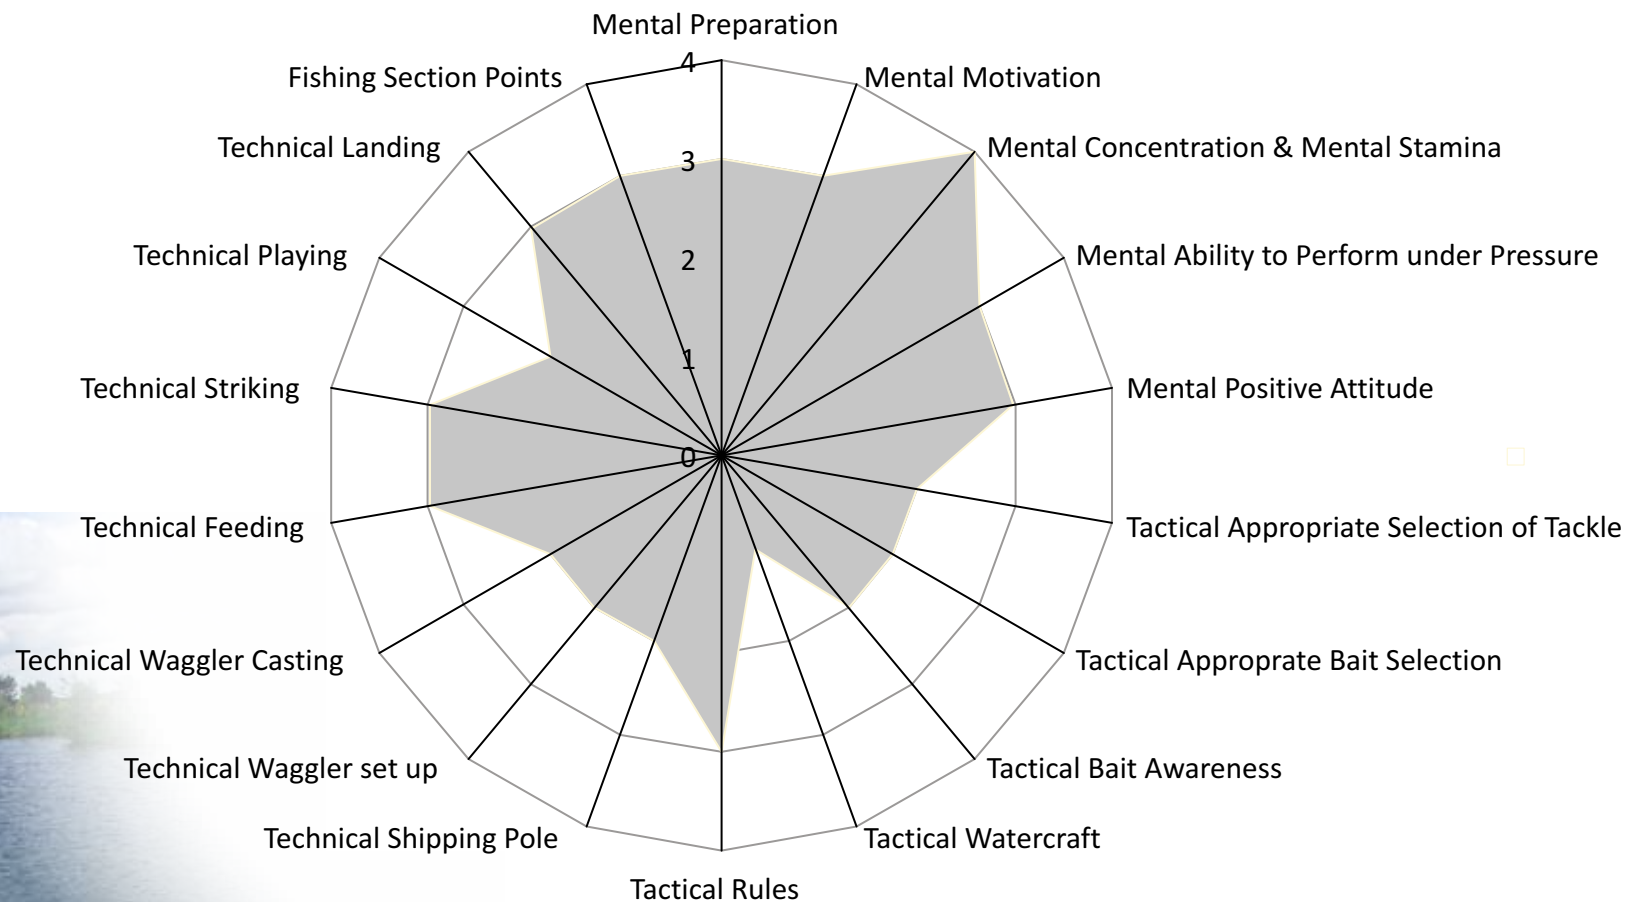 Mental Preparation
4
Fishing Section Points
Mental Motivation
Technical Landing
3
Mental Concentration & Mental Stamina
Technical Playing
2
Mental Ability to Perform under Pressure
1
Technical Striking
Mental Positive Attitude
0
Technical Feeding
Tactical Appropriate Selection of Tackle
Technical Waggler Casting
Tactical Approprate Bait Selection
Technical Waggler set up
Tactical Bait Awareness
Technical Shipping Pole
Tactical Watercraft
Tactical Rules